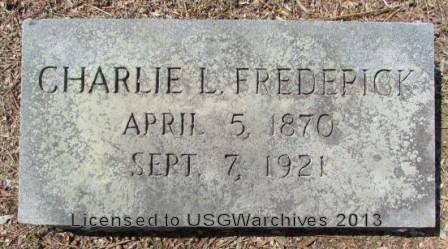 CHARLIE L. FREDERICK
APRIL 5, 1870
SEPT. 7, 1921
Licensed to USGWarchives 2013